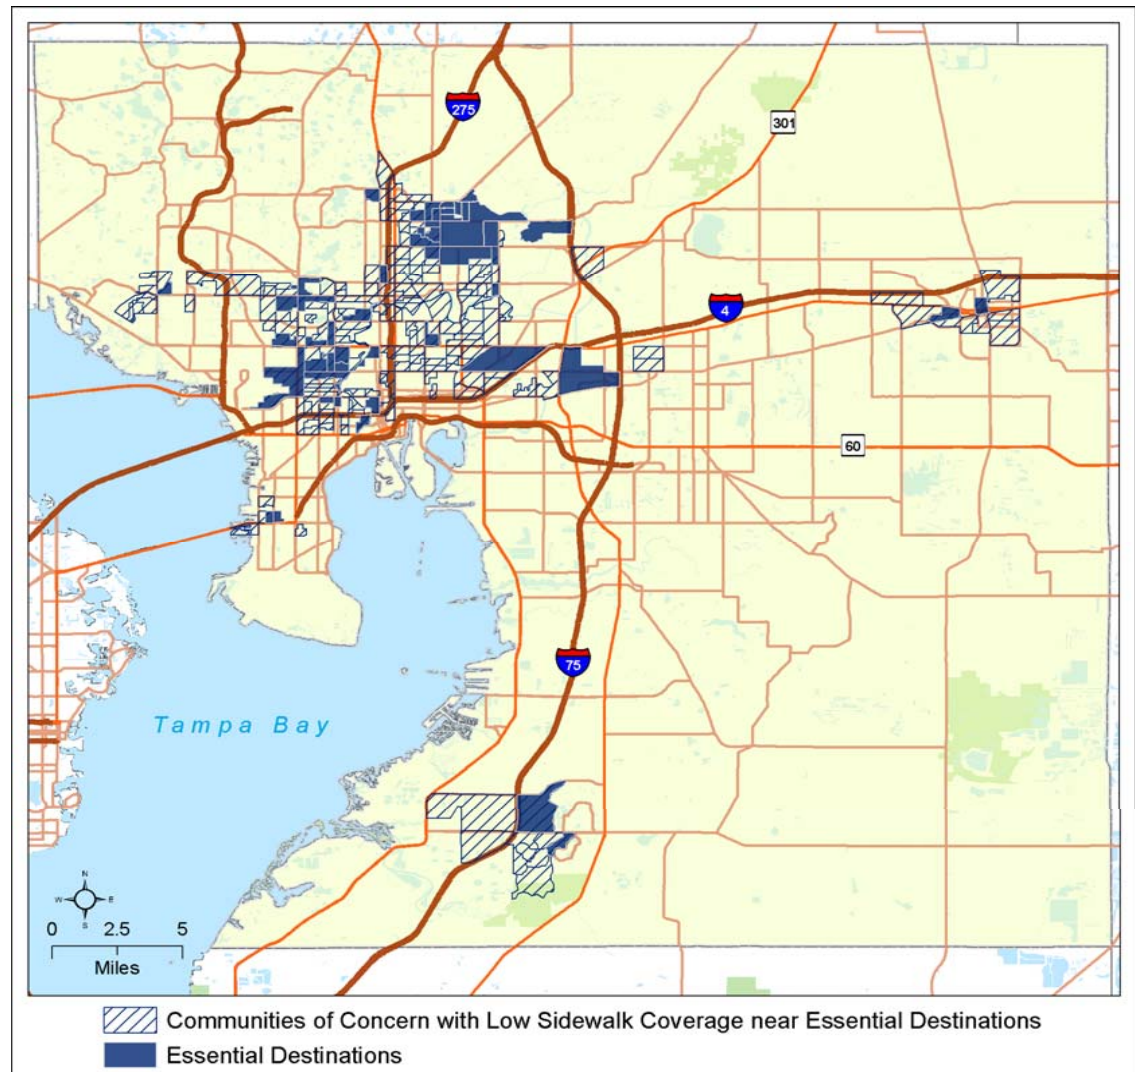 275
301
4
60
75
Tampa Bay
N
W E
S
0 2.5 5
Miles
Communities of Concern with Low Sidewalk Coverage near Essential Destinations
Essential Destinations